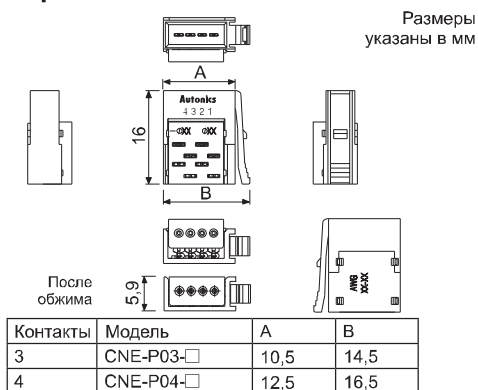 Размеры
указаны в мм
A
Autonics
4 3 2 1
16
B
AWG
XX-XX
После
обжима
5,9
Контакты Модель A B
3 CNE-P03-□ 10,5 14,5
4 CNE-P04-□ 12,5 16,5